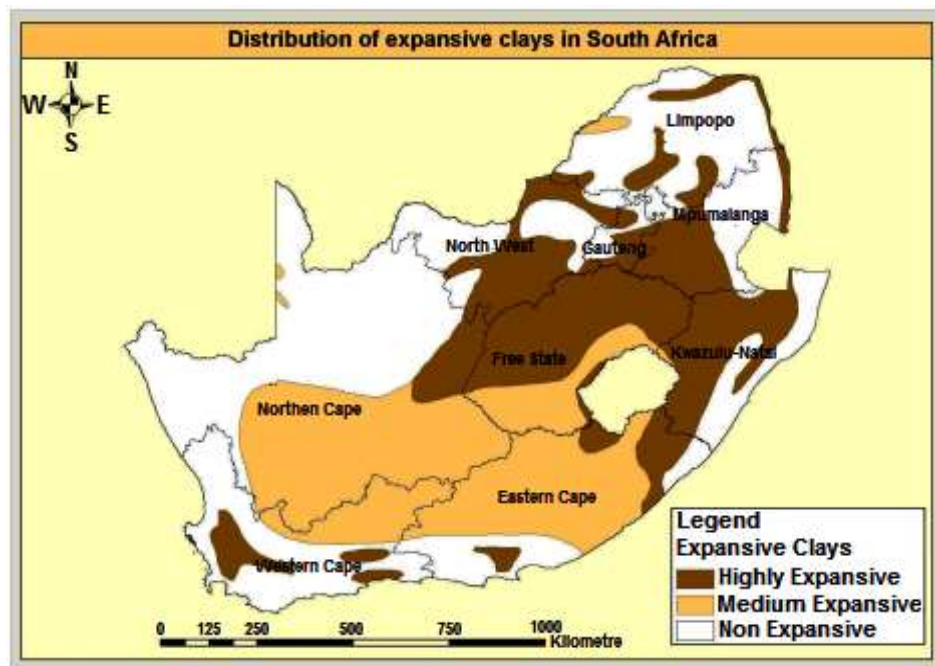 Distribution of expansive clays in South Africa
N
W E
S
Limpopo
Mpumalanga
North West
Gauteng
Free State
Kwazulu-Natal
Northen Cape
Eastern Cape
Western Cape
Legend
Expansive Clays
Highly Expansive
Medium Expansive
Non Expansive
0 125 250 500 750 1000
Kilometre